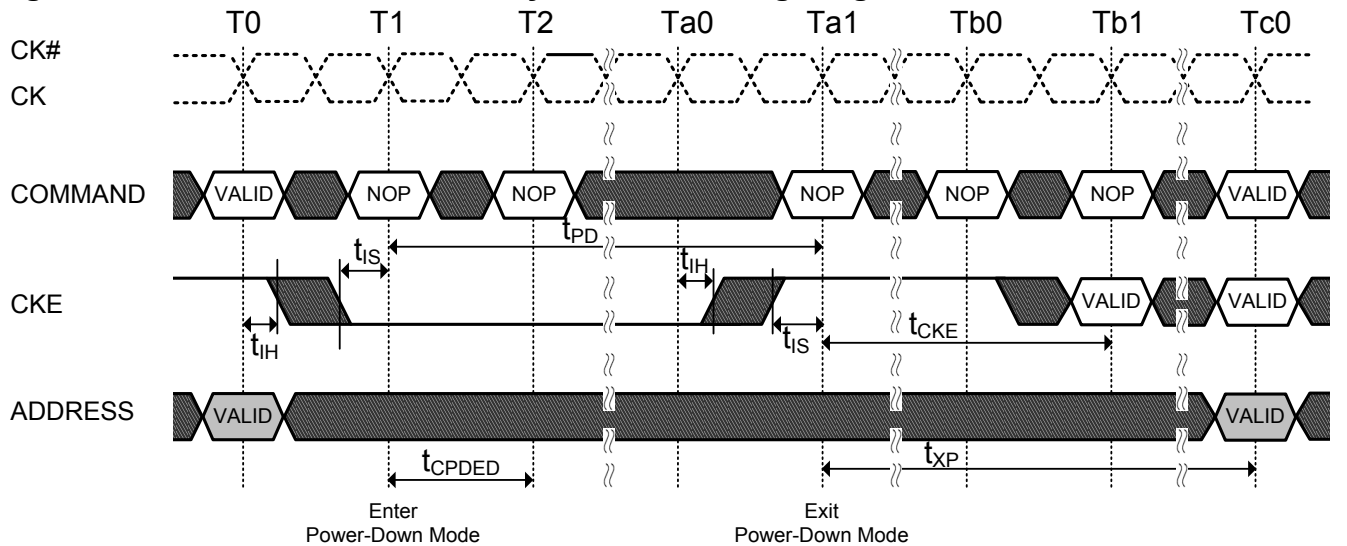 T0 T1 T2 Ta0 Ta1 Tb0 Tb1 Tc0
CK#
CK
COMMAND VALID NOP NOP NOP NOP NOP VALID
tPD
tIS tIH
CKE VALID VALID
tIH tIS tCKE
ADDRESS VALID VALID
tCPDED tXP
Enter Exit
Power-Down Mode Power-Down Mode